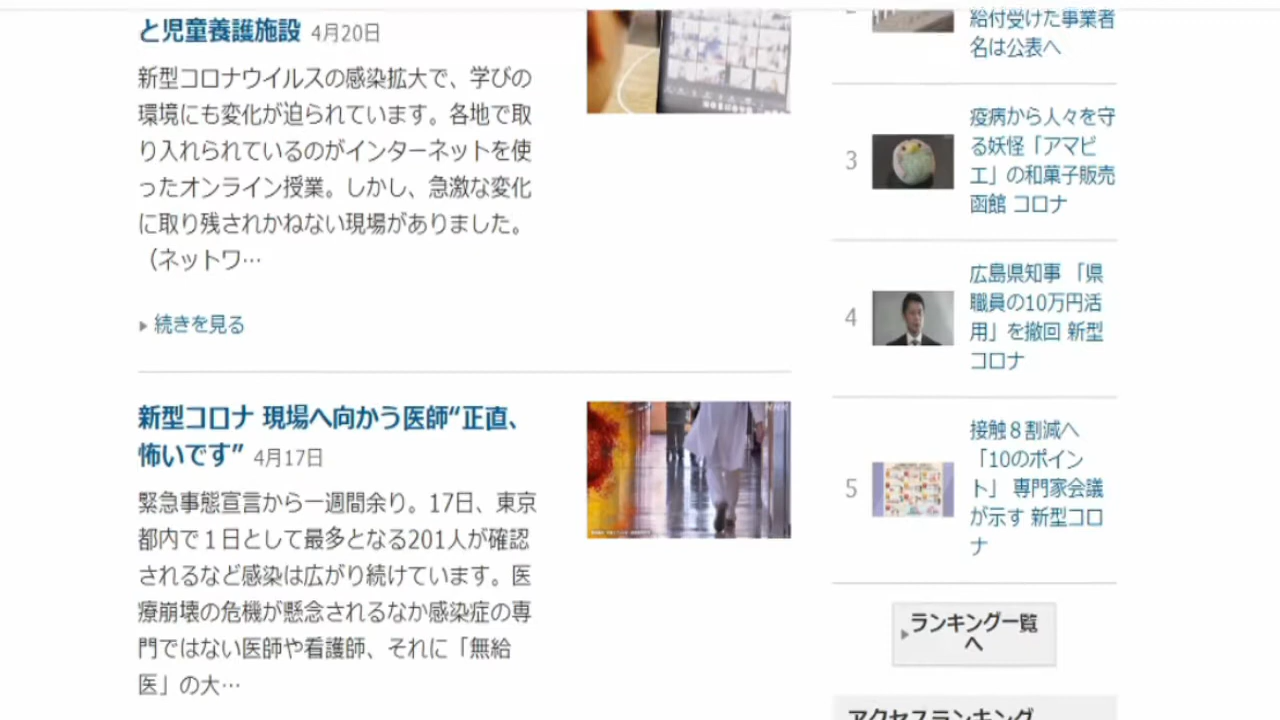 と児童養護施設 4月20日
新型コロナウイルスの感染拡大で、学びの
環境にも変化が迫られています。各地で取
り入れられているのがインターネットを使
ったオンライン授業。しかし、急激な変化
に取り残されかねない現場がありました。
（ネットワ…
続きを見る
新型コロナ 現場へ向かう医師“正直、
怖いです” 4月17日
緊急事態宣言から一週間余り。17日、東京
都内で１日として最多となる201人が確認
されるなど感染は広がり続けています。医
療崩壊の危機が懸念されるなか感染症の専
門ではない医師や看護師、それに「無給
医」の大…
給付受けた事業者
名は公表へ
3
疫病から人々を守
る妖怪「アマビ
エ」の和菓子販売
函館 コロナ
4
広島県知事 「県
職員の10万円活
用」を撤回 新型
コロナ
5
接触８割減へ
「10のポイン
ト」 専門家会議
が示す 新型コロ
ナ
ランキング一覧
へ
アクセスランキング